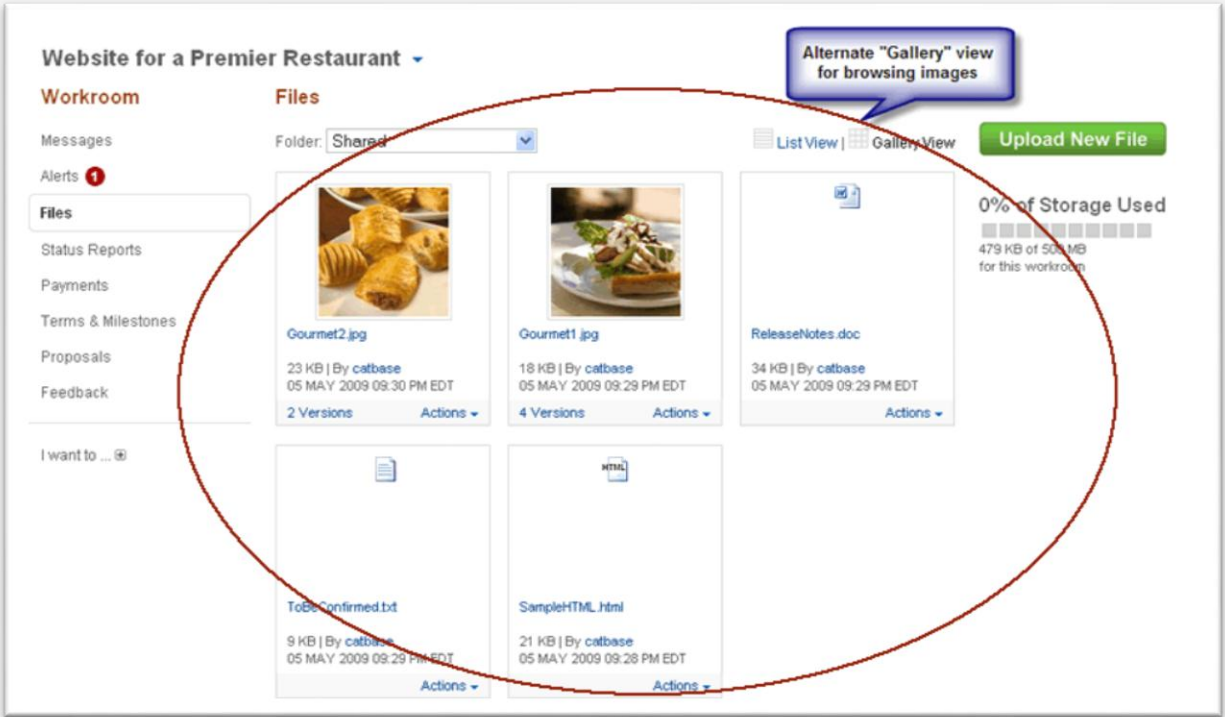 Website for a Premier Restaurant
Alternate "Gallery" view
for browsing images
Workroom
Messages
Alerts 1
Files
Status Reports
Payments
Terms & Milestones
Proposals
Feedback
I want to ...
Files
Folder: Shared
List View | Gallery View
Upload New File
0% of Storage Used
479 KB of 500 MB
for this workroom
Gourmet2.jpg
23 KB | By catbase
05 MAY 2009 09:30 PM EDT
2 Versions Actions
Gourmet1.jpg
18 KB | By catbase
05 MAY 2009 09:29 PM EDT
4 Versions Actions
ReleaseNotes.doc
34 KB | By catbase
05 MAY 2009 09:29 PM EDT
Actions
ToBeConfirmed.txt
9 KB | By catbase
05 MAY 2009 09:29 PM EDT
Actions
HTML
SampleHTML.html
21 KB | By catbase
05 MAY 2009 09:28 PM EDT
Actions